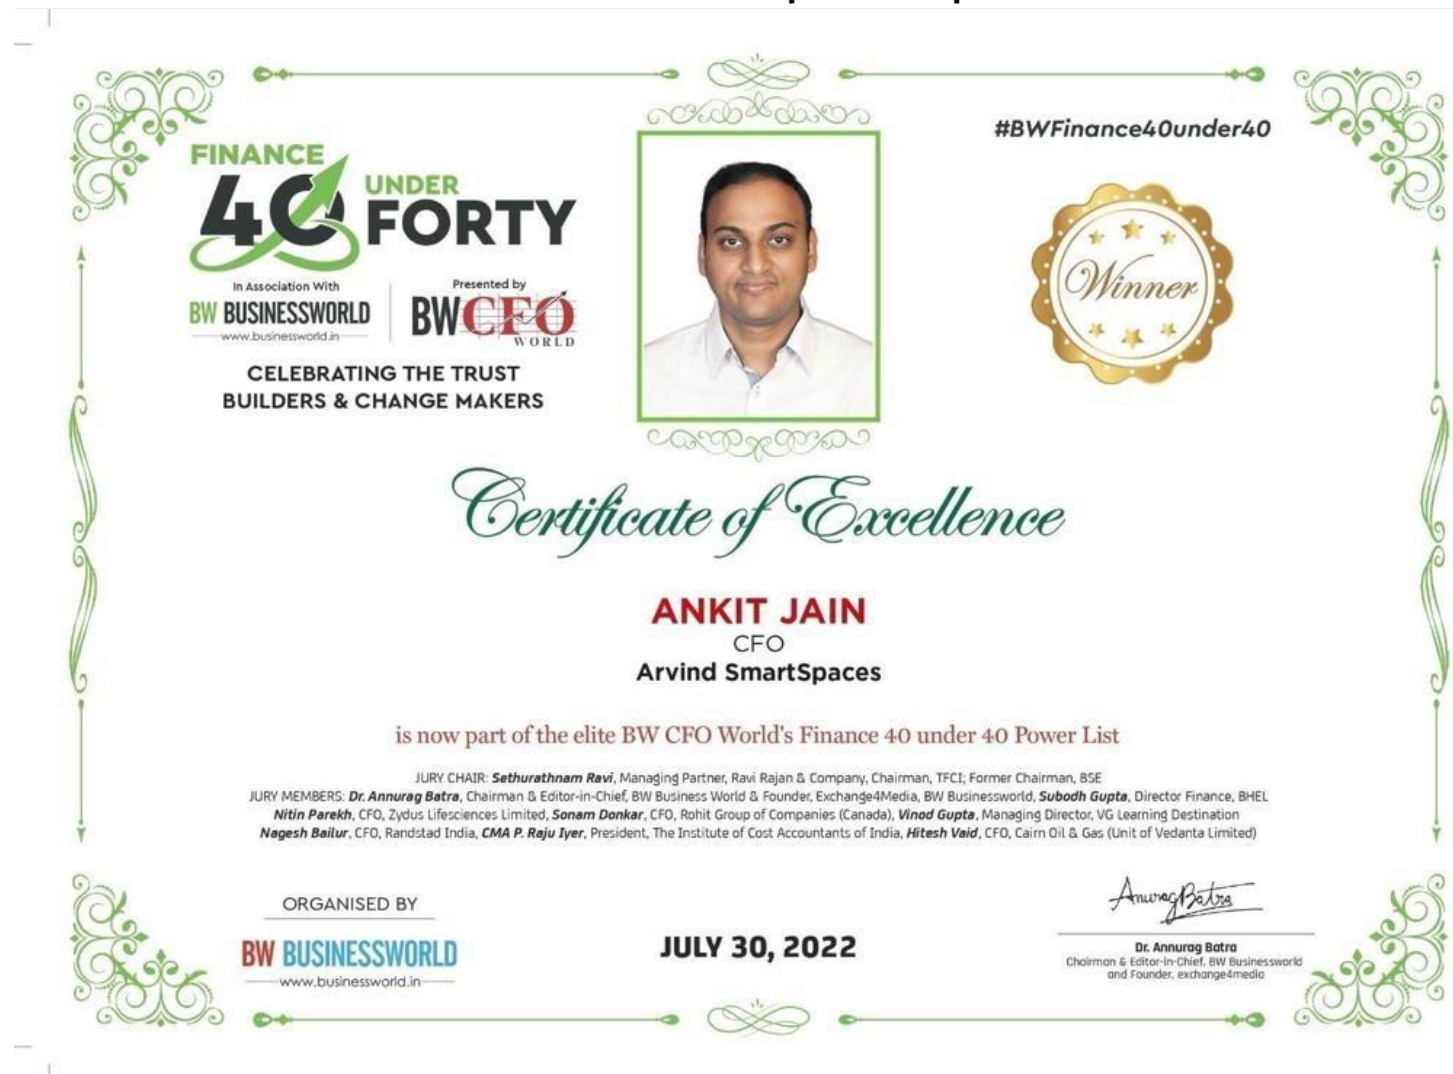 #BWFinance40under40
FINANCE
40 UNDER
FORTY
In Association With
BW BUSINESSWORLD
www.businessworld.in
Presented by
BW CFO
WORLD
CELEBRATING THE TRUST
BUILDERS & CHANGE MAKERS
Winner
Certificate of Excellence
ANKIT JAIN
CFO
Arvind SmartSpaces
is now part of the elite BW CFO World's Finance 40 under 40 Power List
JURY CHAIR: Sethurathnam Ravi, Managing Partner, Ravi Rajan & Company, Chairman, TFCI; Former Chairman, BSE
JURY MEMBERS: Dr. Annurag Batra, Chairman & Editor-in-Chief, BW Business World & Founder, Exchange4Media, BW Businessworld, Subodh Gupta, Director Finance, BHEL
Nitin Parekh, CFO, Zydus Lifesciences Limited, Sonam Donkar, CFO, Rohit Group of Companies (Canada), Vinod Gupta, Managing Director, VG Learning Destination
Nagesh Bailur, CFO, Randstad India, CMA P. Raju Iyer, President, The Institute of Cost Accountants of India, Hitesh Vaid, CFO, Cairn Oil & Gas (Unit of Vedanta Limited)
ORGANISED BY
BW BUSINESSWORLD
www.businessworld.in
JULY 30, 2022
Anurag Batra
Dr. Annurag Batra
Chairman & Editor-in-Chief, BW Businessworld
and Founder, exchange4media